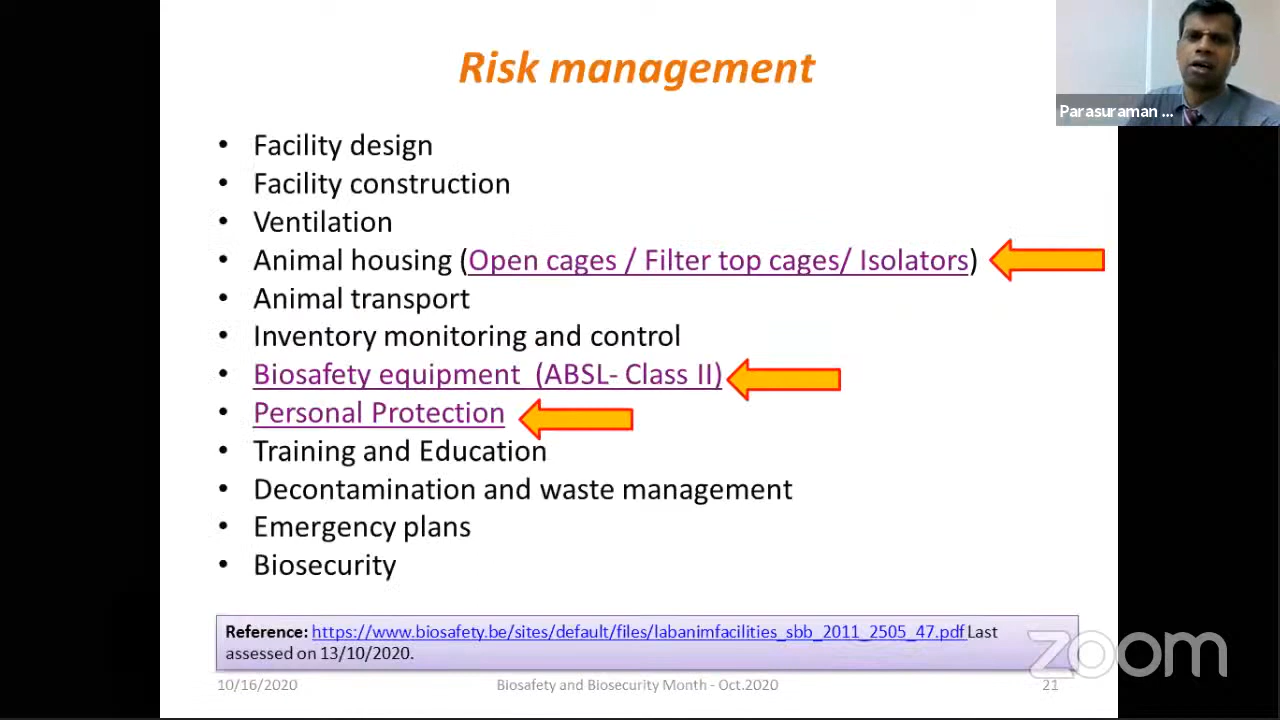 Risk management
Parasuraman ...
• Facility design
• Facility construction
• Ventilation
• Animal housing (Open cages / Filter top cages/ Isolators)
• Animal transport
• Inventory monitoring and control
• Biosafety equipment (ABSL- Class II)
• Personal Protection
• Training and Education
• Decontamination and waste management
• Emergency plans
• Biosecurity
Reference: https://www.biosafety.be/sites/default/files/labanimfacilities_sbb_2011_2505_47.pdf Last
assessed on 13/10/2020.
zoom
10/16/2020 Biosafety and Biosecurity Month - Oct.2020 21